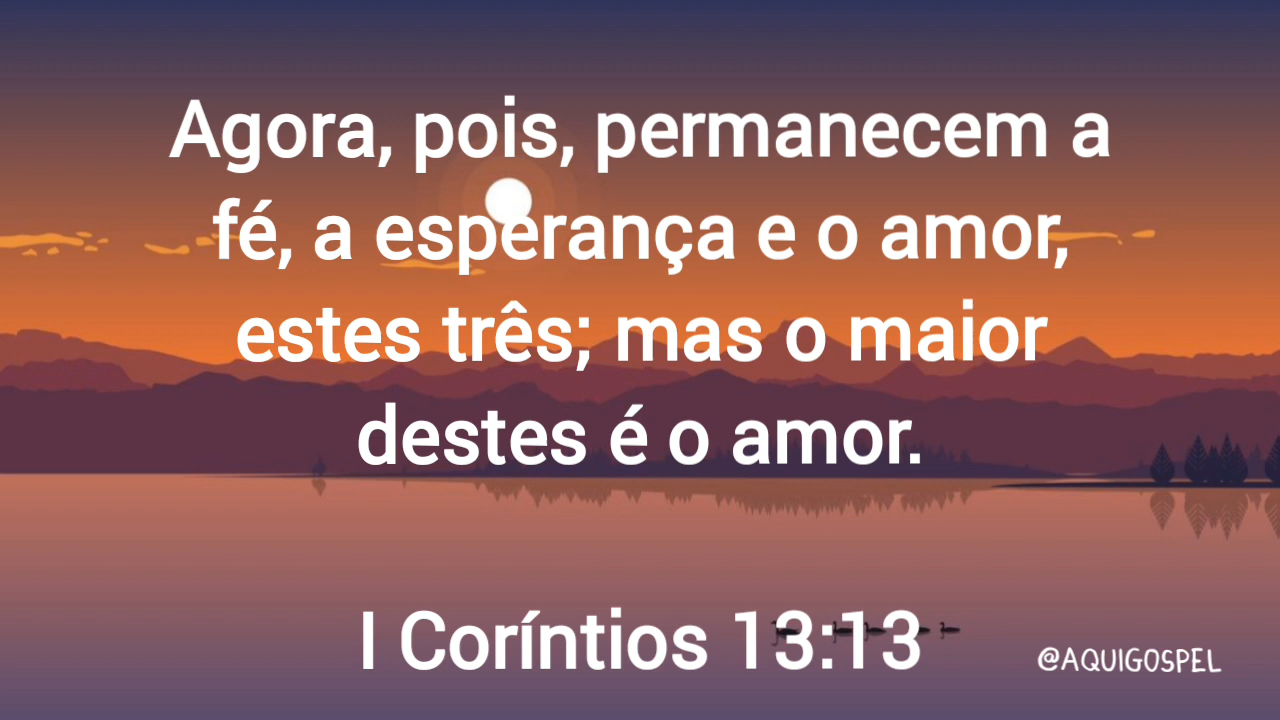 Agora, pois, permanecem a
fé, a esperança e o amor,
estes três; mas o maior
destes é o amor.
I Coríntios 13:13
@AQUIGOSPEL